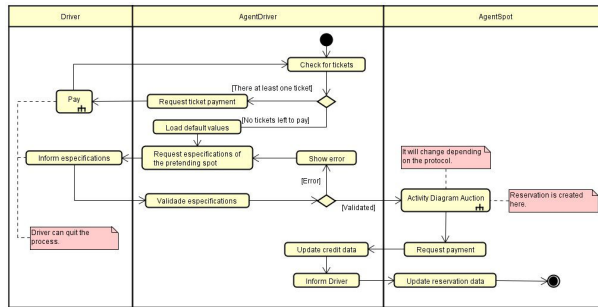 Driver
AgentDriver
AgentSpot
Check for tickets
[There at least one ticket]
Pay
Request ticket payment
Load default values
[No tickets left to pay]
It will change depending
on the protocol.
Inform especifications
Request especifications of
the pretending spot
Show error
[Error]
Validade especifications
[Validated]
Activity Diagram Auction
Reservation is created
here.
Driver can quit the
process.
Update credit data
Request payment
Inform Driver
Update reservation data